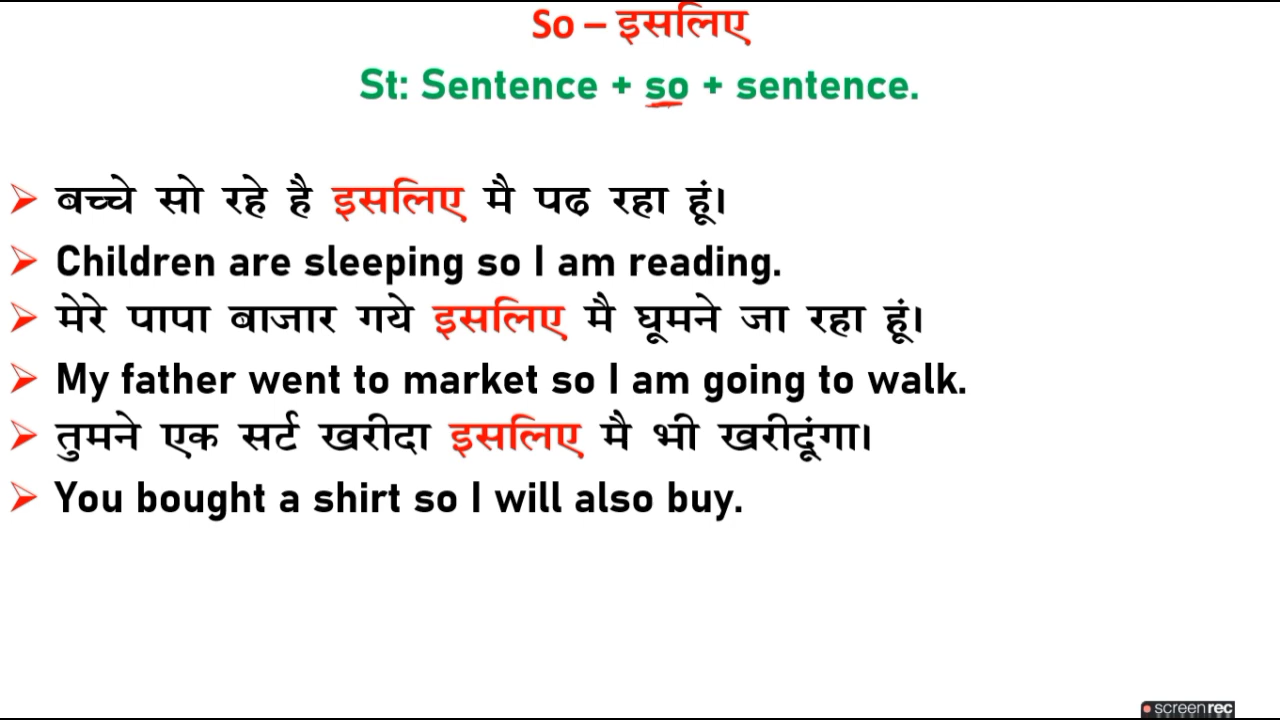 So – इसलिए
St: Sentence + so + sentence.
बच्चे सो रहे है इसलिए मै पढ रहा हूं।
Children are sleeping so I am reading.
मेरे पापा बाजार गये इसलिए मै घूमने जा रहा हूं।
My father went to market so I am going to walk.
तुमने एक सर्ट खरीदा इसलिए मै भी खरीदूंगा।
You bought a shirt so I will also buy.
screenrec